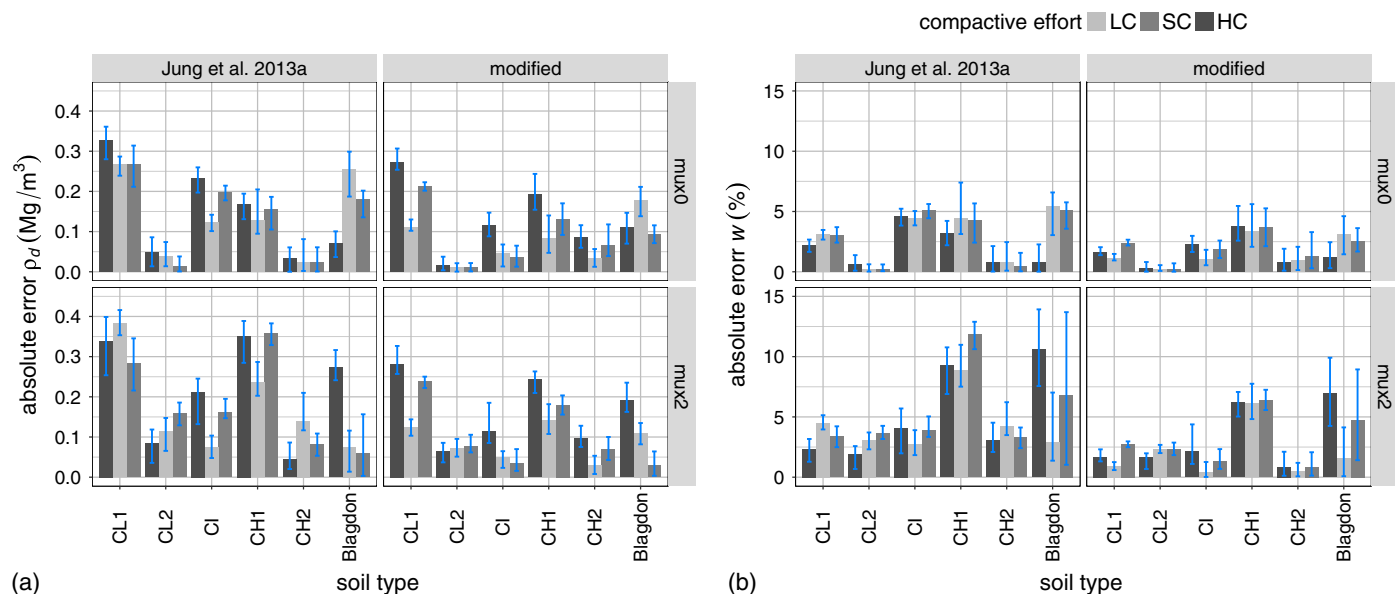 compactive effort LC SC HC
Jung et al. 2013a modified
0.4
0.3
0.2
0.1
0.0
mux0
0.4
0.3
0.2
0.1
0.0
mux2
absolute error ρd (Mg/m³)
CL1 CL2 CI CH1 CH2 Blagdon CL1 CL2 CI CH1 CH2 Blagdon
soil type
(a)
Jung et al. 2013a modified
15
10
5
0
mux0
15
10
5
0
mux2
absolute erorr w (%)
CL1 CL2 CI CH1 CH2 Blagdon CL1 CL2 CI CH1 CH2 Blagdon
soil type
(b)